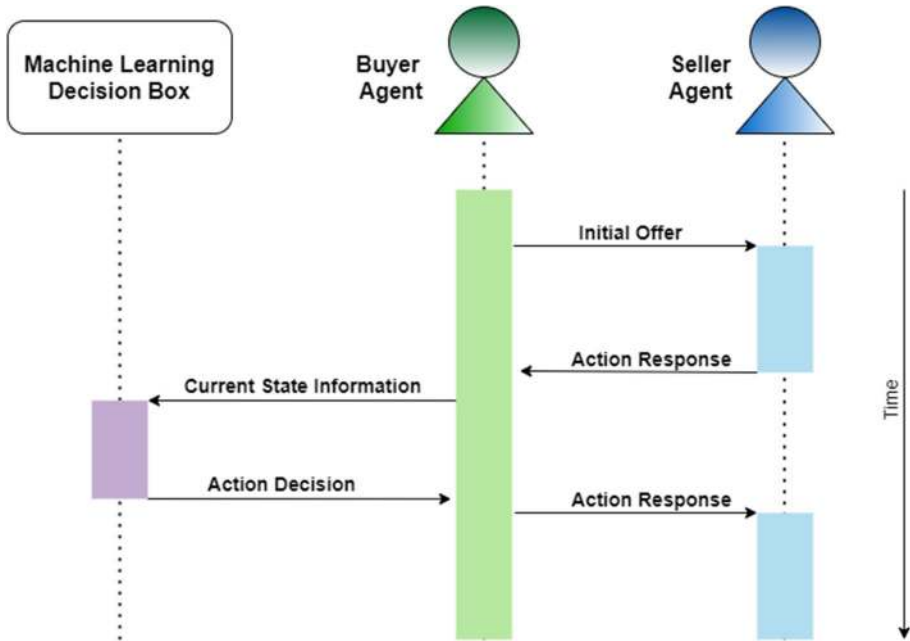 Machine Learning
Decision Box
Buyer
Agent
Seller
Agent
Initial Offer
Action Response
Current State Information
Action Decision
Action Response
Time